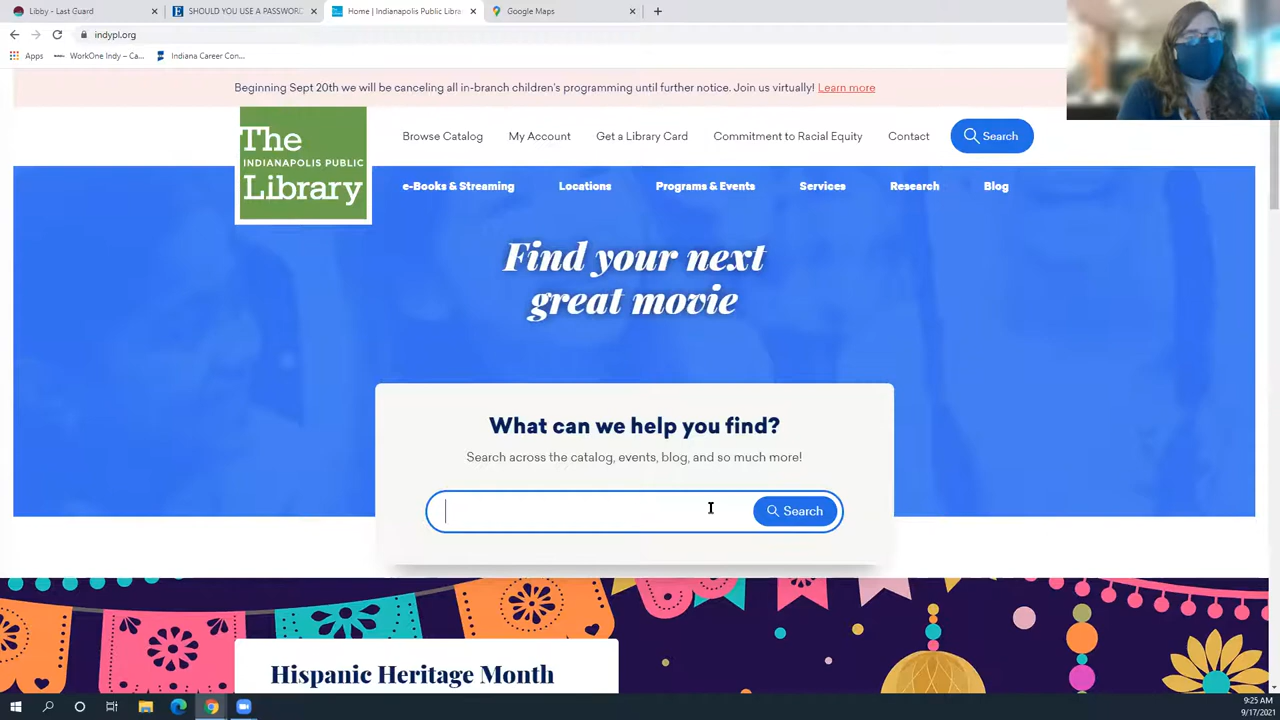 Libby - Last Guard
SHOULD YOU USE A PASSWORD
Home | Indianapolis Public Libra
Google Maps
indypl.org
Apps
WorkOne Indy – Ca...
Indiana Career Con...
Beginning Sept 20th we will be canceling all in-branch children's programming until further notice. Join us virtually! Learn more
The
INDIANAPOLIS PUBLIC
Library
Browse Catalog
My Account
Get a Library Card
Commitment to Racial Equity
Contact
Search
e-Books & Streaming
Locations
Programs & Events
Services
Research
Blog
Find your next
great movie
What can we help you find?
Search across the catalog, events, blog, and so much more!
Search
Hispanic Heritage Month
9:25 AM
9/17/2021